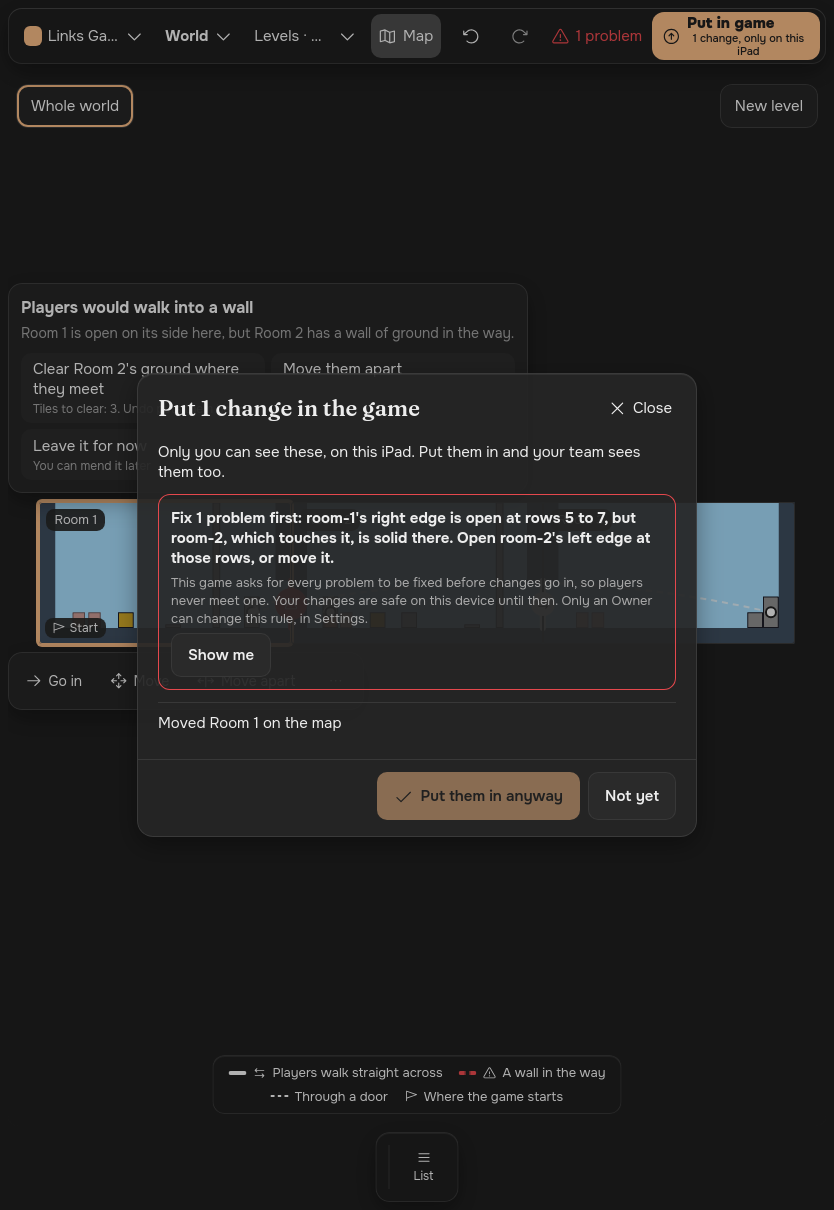 Links Ga...
World
Levels · ...
Map
1 problem
Put in game
1 change, only on this
iPad
Whole world
New level
Players would walk into a wall
Room 1 is open on its side here, but Room 2 has a wall of ground in the way.
Clear Room 2's ground where
they meet
Tiles to clear: 3.
Move them apart
Leave it for now
You can mend it
Put 1 change in the game
Close
Only you can see these, on this iPad. Put them in and your team sees
them too.
Fix 1 problem first: room-1's right edge is open at rows 5 to 7, but
room-2, which touches it, is solid there. Open room-2's left edge at
those rows, or move it.
This game asks for every problem to be fixed before changes go in, so players
never meet one. Your changes are safe on this device until then. Only an Owner
can change this rule, in Settings.
Show me
Moved Room 1 on the map
Put them in anyway
Not yet
Room 1
Start
Go in
Move
Move apart
Players walk straight across
A wall in the way
Through a door
Where the game starts
List